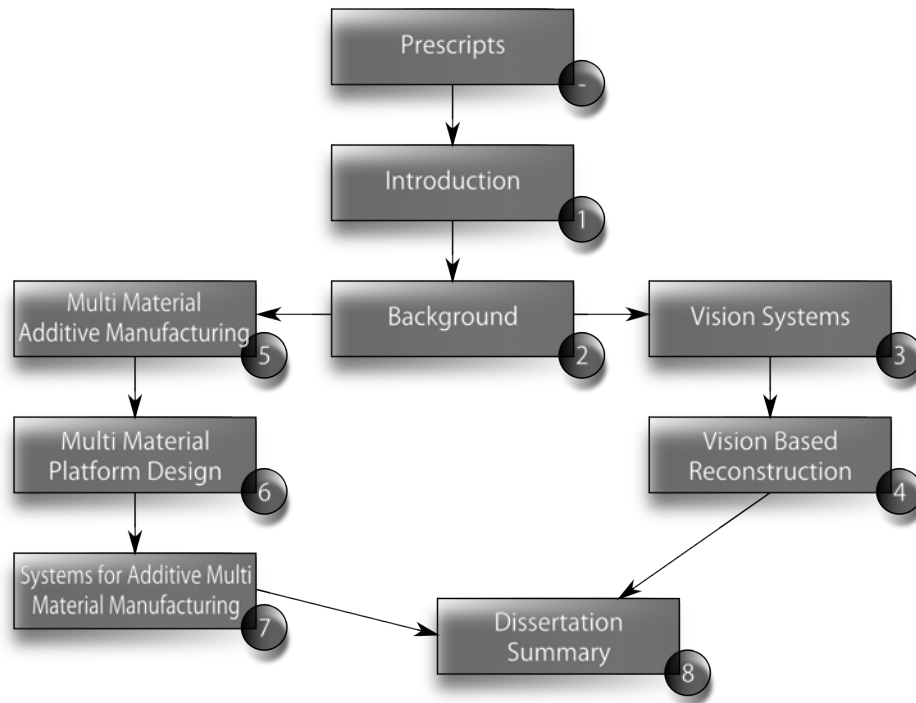 Prescripts
-
Introduction
1
Background
2
Multi Material
Additive Manufacturing
5
Vision Systems
3
Multi Material
Platform Design
6
Vision Based
Reconstruction
4
Systems for Additive Multi
Material Manufacturing
7
Dissertation
Summary
8